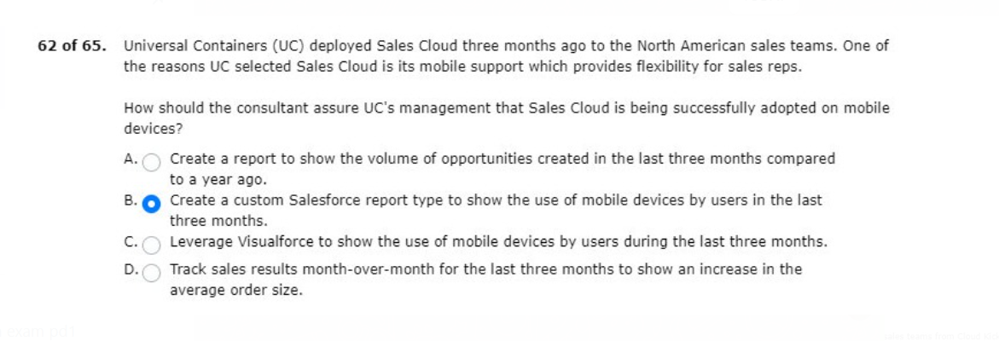 62 of 65. Universal Containers (UC) deployed Sales Cloud three months ago to the North American sales teams. One of
the reasons UC selected Sales Cloud is its mobile support which provides flexibility for sales reps.
How should the consultant assure UC's management that Sales Cloud is being successfully adopted on mobile
devices?
A. Create a report to show the volume of opportunities created in the last three months compared
to a year ago.
B. Create a custom Salesforce report type to show the use of mobile devices by users in the last
three months.
C. Leverage Visualforce to show the use of mobile devices by users during the last three months.
D. Track sales results month-over-month for the last three months to show an increase in the
average order size.